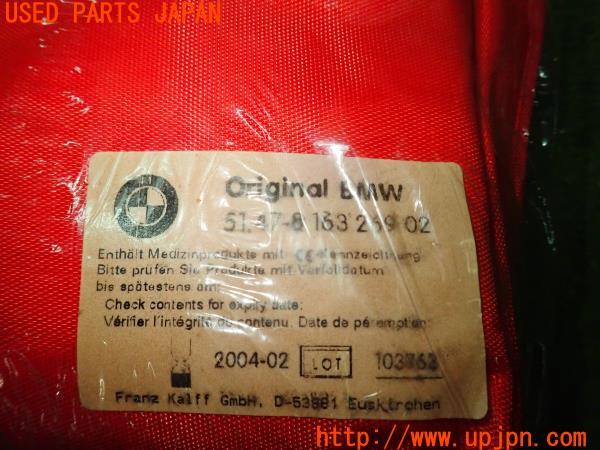 USED PARTS JAPAN
Original BMW
51.47-8 163 269 02
Enthält Medizinprodukte mit CE-Kennzeichnung!
Bitte prüfen Sie Produkte mit Verfalldatum
bis spätestens am:
Check contents for expiry date:
Vérifier l'intégrité du contenu. Date de péremption:
2004-02 LOT 103763
Franz Kalff GmbH, D-53881 Euskirchen
© www.upjpn.com